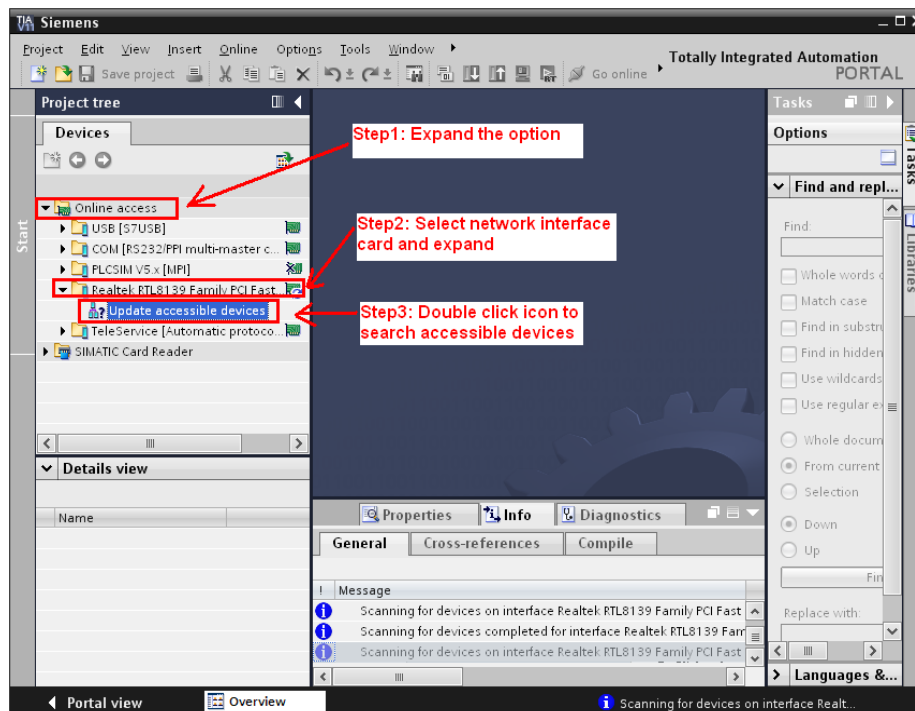 TIA V11 Siemens
Project Edit View Insert Online Options Tools Window
Totally Integrated Automation
PORTAL
Save project
Go online
Project tree
Devices
Start
Online access
USB [S7USB]
COM [RS232/PPI multi-master c...
PLCSIM V5.x [MPI]
Realtek RTL8139 Family PCI Fast
Update accessible devices
TeleService [Automatic protoco...
SIMATIC Card Reader
Details view
Name
Step1: Expand the option
Step2: Select network interface
card and expand
Step3: Double click icon to
search accessible devices
Properties Info Diagnostics
General Cross-references Compile
! Message
Scanning for devices on interface Realtek RTL8139 Family PCI Fast
Scanning for devices completed for interface Realtek RTL8139 Fam
Scanning for devices on interface Realtek RTL8139 Family PCI Fast
Tasks
Options
Find and repl...
Find:
Whole words o
Match case
Find in substru
Find in hidden
Use wildcards
Use regular ex
Whole docum
From current
Selection
Down
Up
Fin
Replace with:
Languages &...
Tasks
Libraries
Portal view
Overview
Scanning for devices on interface Realt...